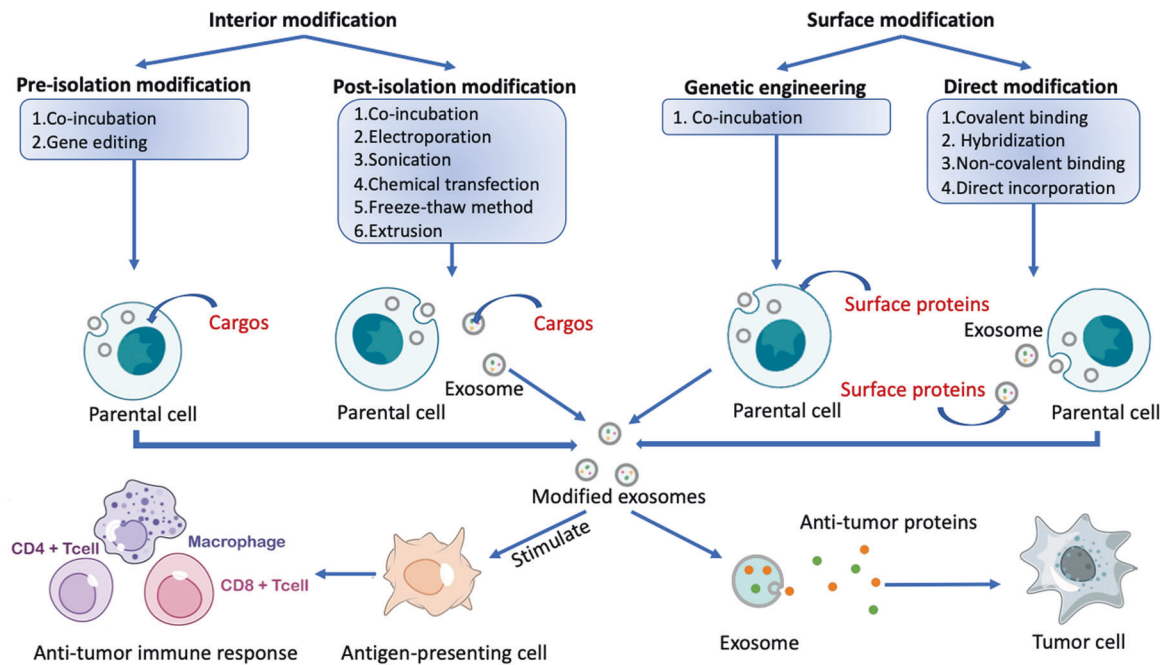 Interior modification
Surface modification
Pre-isolation modification
Post-isolation modification
Genetic engineering
Direct modification
1.Co-incubation
2.Gene editing
1.Co-incubation
2.Electroporation
3.Sonication
4.Chemical transfection
5.Freeze-thaw method
6.Extrusion
1. Co-incubation
1.Covalent binding
2. Hybridization
3.Non-covalent binding
4.Direct incorporation
Cargos
Cargos
Surface proteins
Exosome
Exosome
Surface proteins
Parental cell
Parental cell
Parental cell
Parental cell
Modified exosomes
Stimulate
Anti-tumor proteins
CD4 + Tcell
Macrophage
CD8 + Tcell
Anti-tumor immune response
Antigen-presenting cell
Exosome
Tumor cell